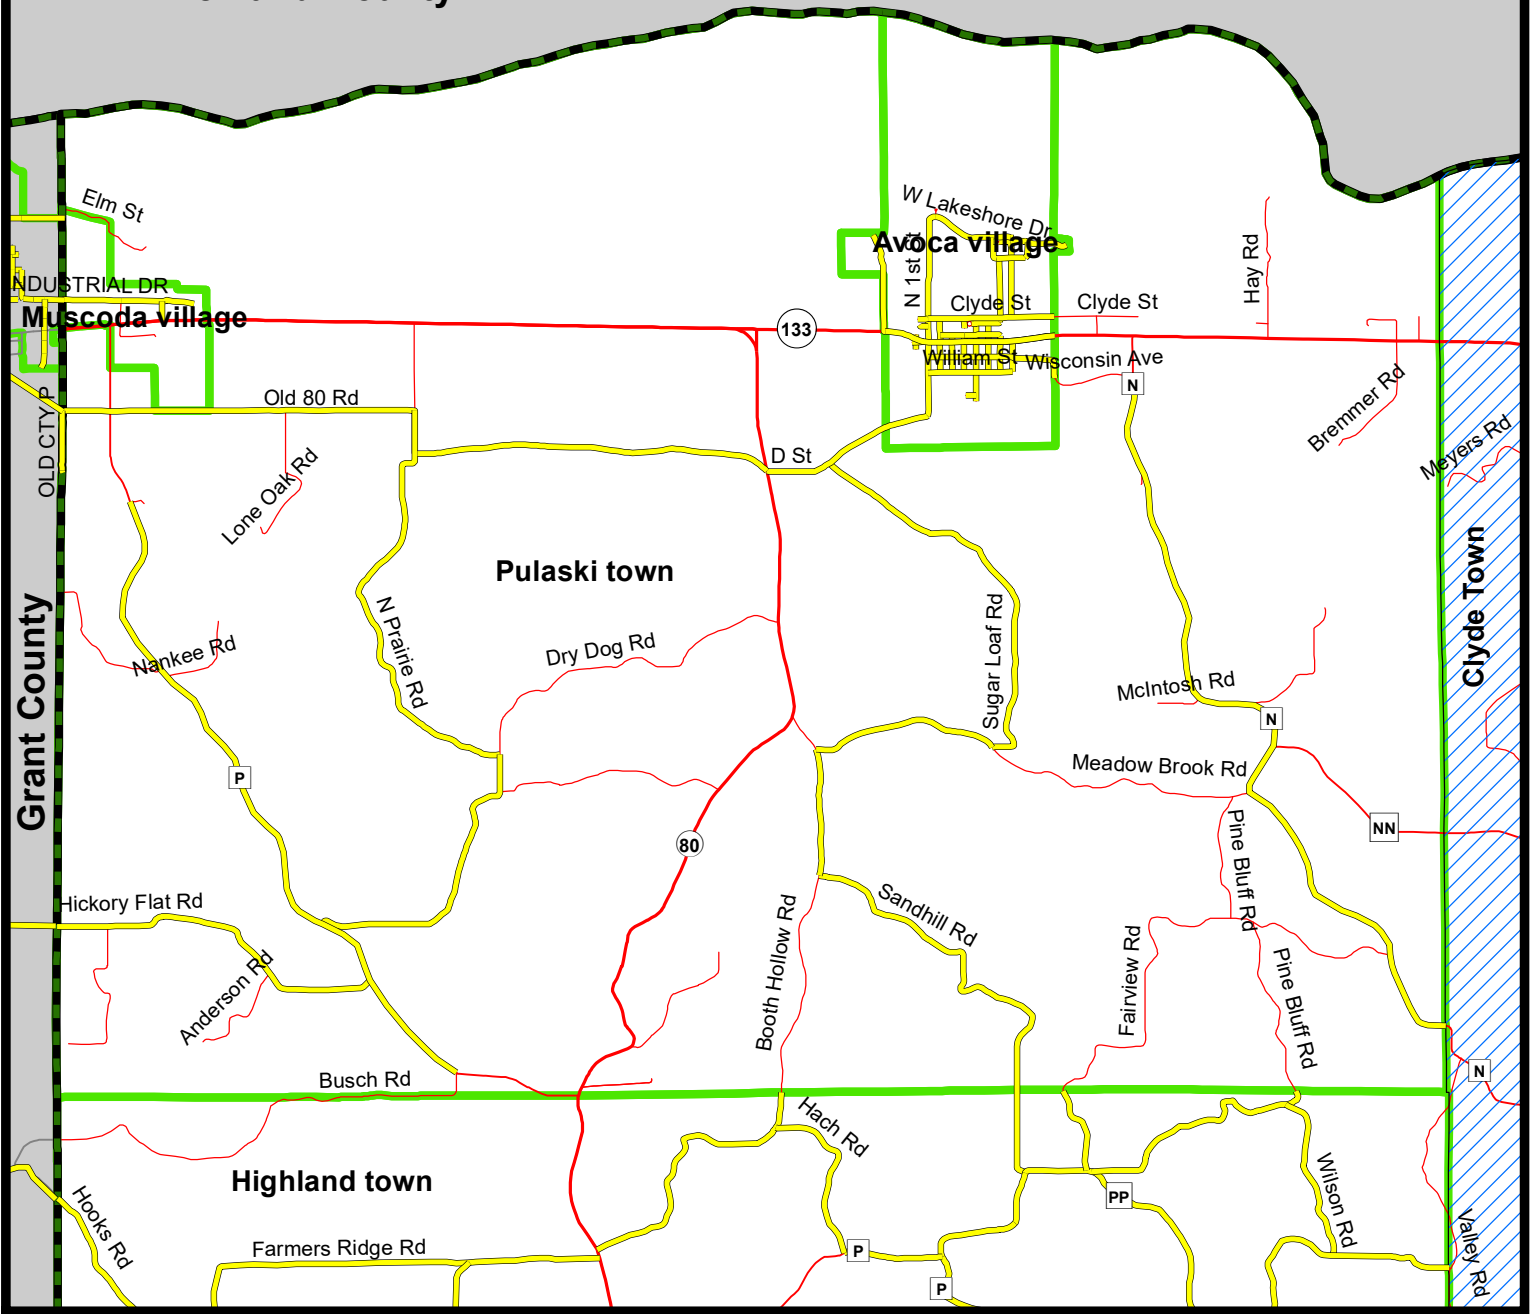 Elm St
W Lakeshore Dr
Avoca village
N 1st St
Hay Rd
NDUSTRIAL DR
Clyde St
Clyde St
Muscoda village
133
William St
Wisconsin Ave
N
Old 80 Rd
OLD CTY P
Bremmer Rd
Meyers Rd
D St
Lone Oak Rd
Pulaski town
Clyde Town
Grant County
N Prairie Rd
Nankee Rd
Dry Dog Rd
Sugar Loaf Rd
McIntosh Rd
N
Meadow Brook Rd
P
NN
80
Pine Bluff Rd
Hickory Flat Rd
Sandhill Rd
Booth Hollow Rd
Fairview Rd
Anderson Rd
Pine Bluff Rd
N
Busch Rd
Hach Rd
Highland town
Wilson Rd
PP
Hooks Rd
Valley Rd
Farmers Ridge Rd
P
P